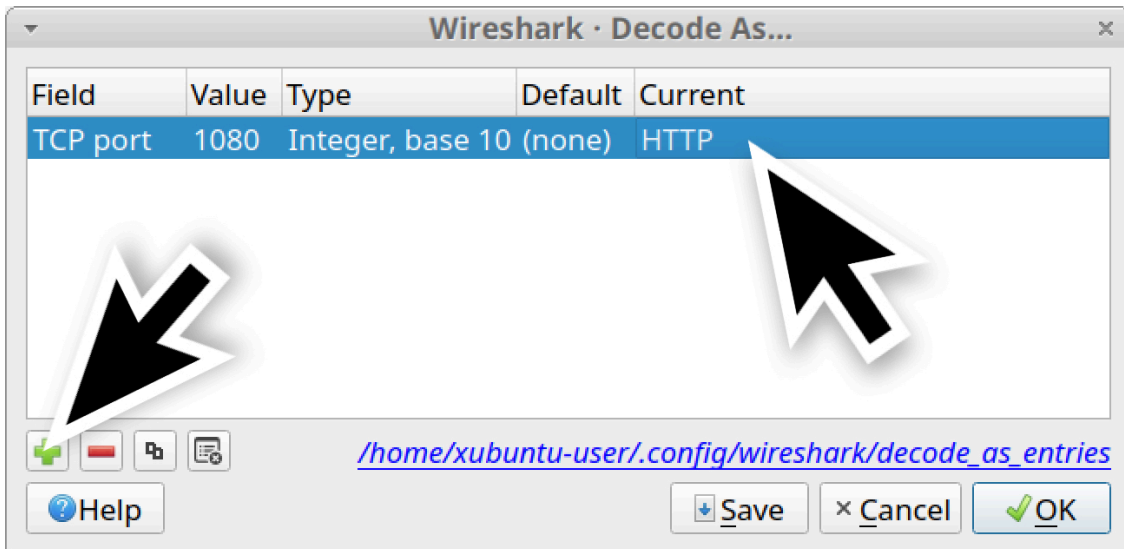 Wireshark · Decode As...
Field Value Type Default Current
TCP port 1080 Integer, base 10 (none) HTTP
/home/xubuntu-user/.config/wireshark/decode_as_entries
Help Save Cancel OK